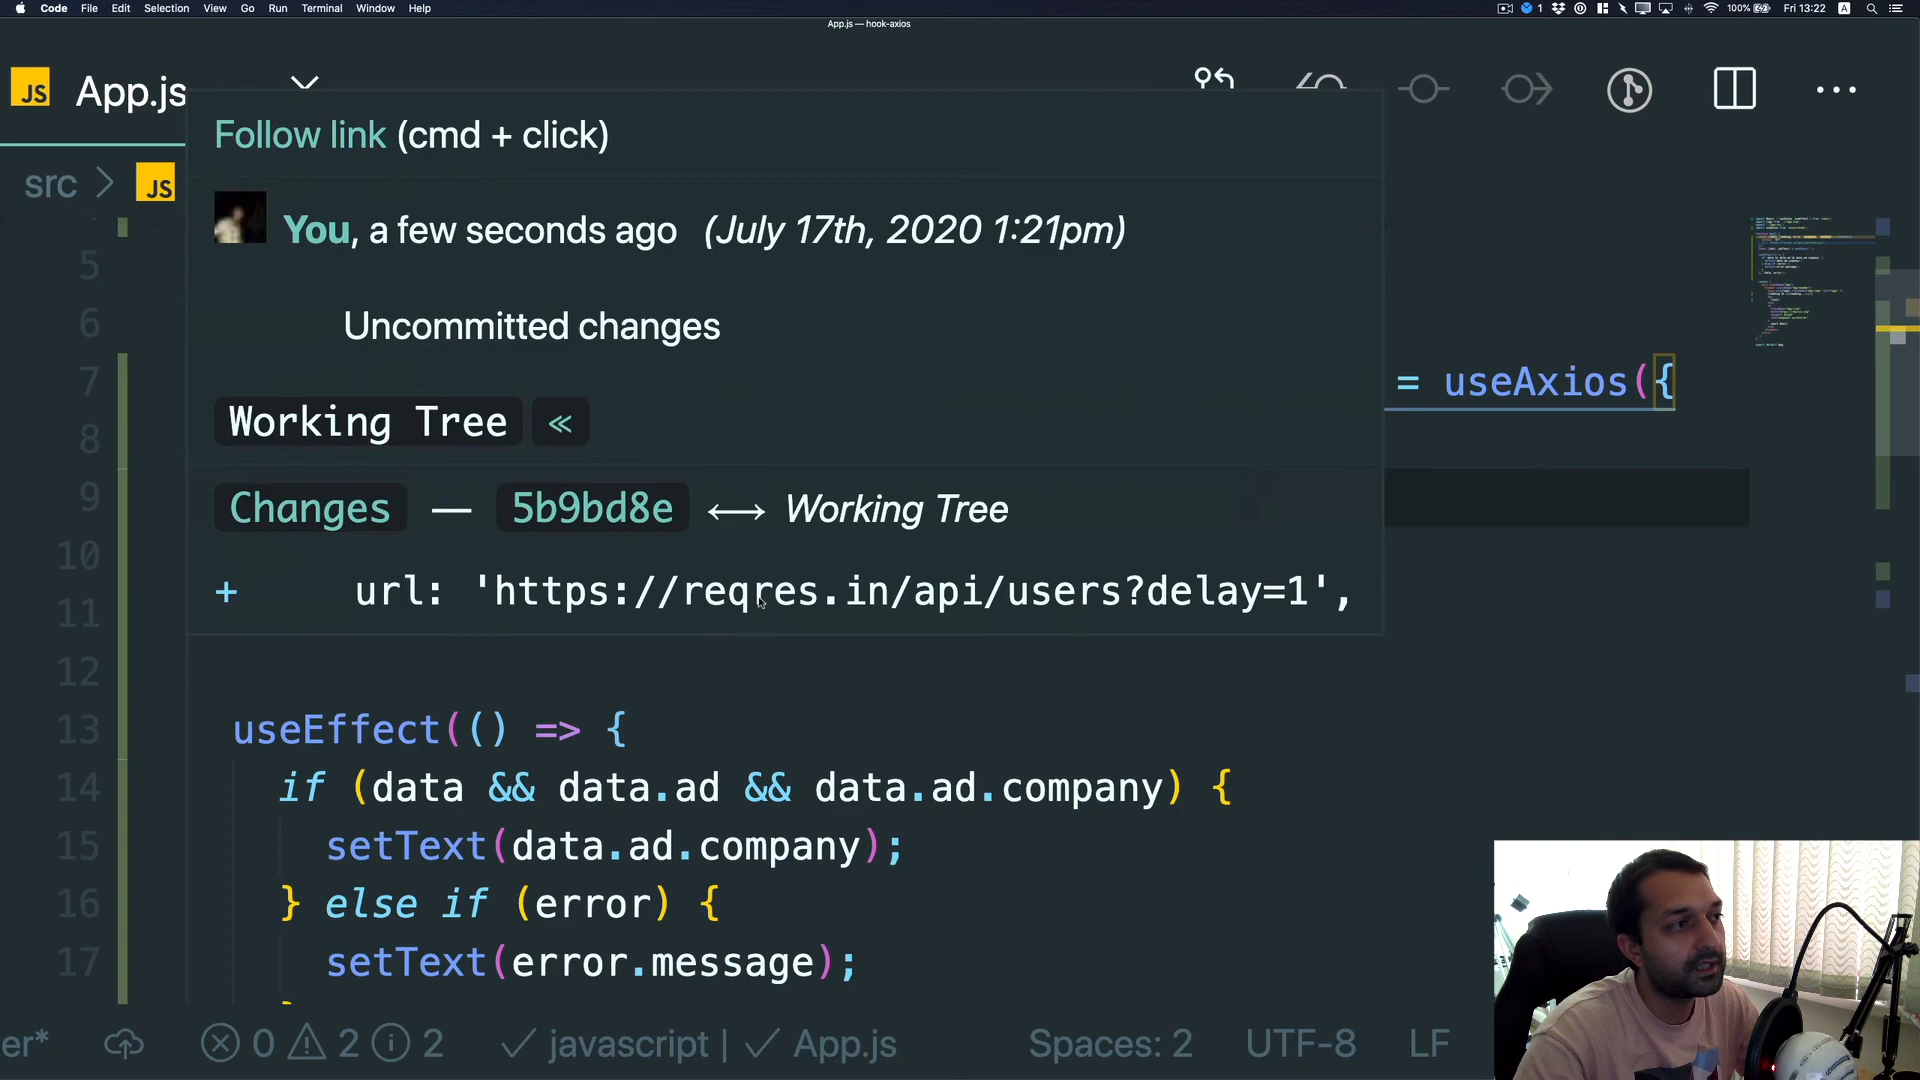 Code File Edit Selection View Go Run Terminal Window Help
1 100% Fri 13:22 A
App.js — hook-axios
JS App.js
Follow link (cmd + click)
src > JS
You, a few seconds ago (July 17th, 2020 1:21pm)
Uncommitted changes
Working Tree «
Changes — 5b9bd8e ⟷ Working Tree
+ url: 'https://reqres.in/api/users?delay=1',
5
6
7 = useAxios({
8
9
10
11
12
13 useEffect(() => {
14 if (data && data.ad && data.ad.company) {
15 setText(data.ad.company);
16 } else if (error) {
17 setText(error.message);
er* 0 2 2 ✓ javascript | ✓ App.js Spaces: 2 UTF-8 LF